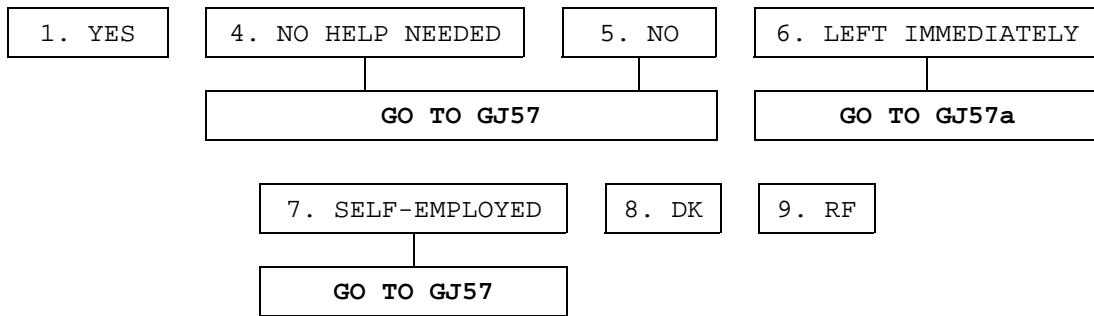 1. YES 4. NO HELP NEEDED 5. NO 6. LEFT IMMEDIATELY
GO TO GJ57 GO TO GJ57a
7. SELF-EMPLOYED 8. DK 9. RF
GO TO GJ57